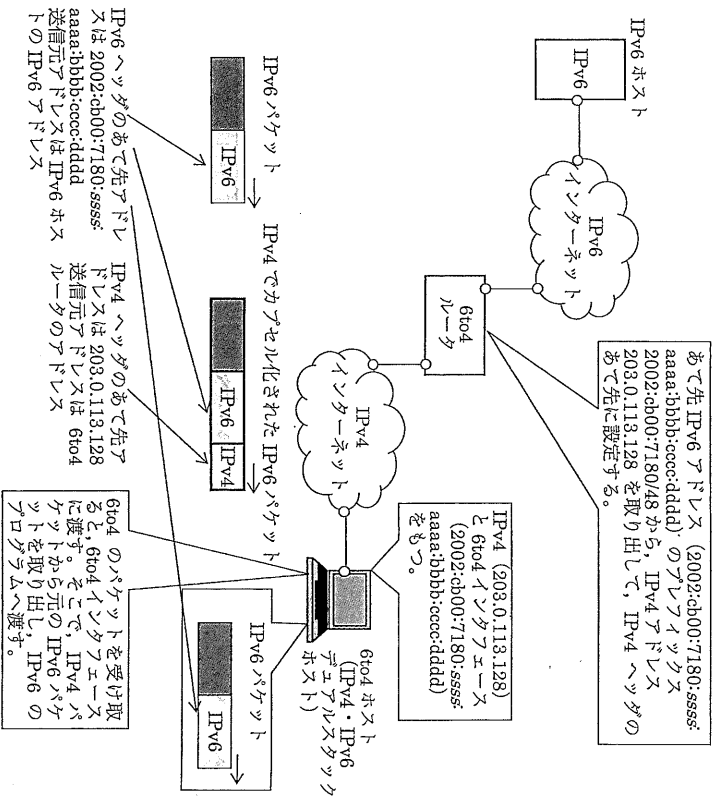 IPv6 ホスト
IPv6
IPv6
インターネット
6to4
ルータ
あて先 IPv6 アドレス (2002:cb00:7180:ssss:
aaaa:bbbb:cccc:dddd) のプレフィックス
2002:cb00:7180/48 から，IPv4 アドレス
203.0.113.128 を取り出して，IPv4 ヘッダの
あて先に設定する。
IPv4
インターネット
IPv4 (203.0.113.128)
と 6to4 インタフェース
(2002:cb00:7180:ssss:
aaaa:bbbb:cccc:dddd)
をもつ。
6to4 ホスト
(IPv4・IPv6
デュアルスタック
ホスト)
IPv6 パケット
IPv6
IPv4 でカプセル化された IPv6 パケット
IPv6
IPv4
IPv6 パケット
IPv6
IPv6 ヘッダのあて先アドレ
スは 2002:cb00:7180:ssss:
aaaa:bbbb:cccc:dddd
送信元アドレスは IPv6 ホス
トの IPv6 アドレス
IPv4 ヘッダのあて先ア
ドレスは 203.0.113.128
送信元アドレスは 6to4
ルータのアドレス
6to4 のパケットを受け取
ると，6to4 インタフェース
に渡す。そこで，IPv4 パ
ケットから元の IPv6 パケ
ットを取り出し，IPv6 の
プログラムへ渡す。